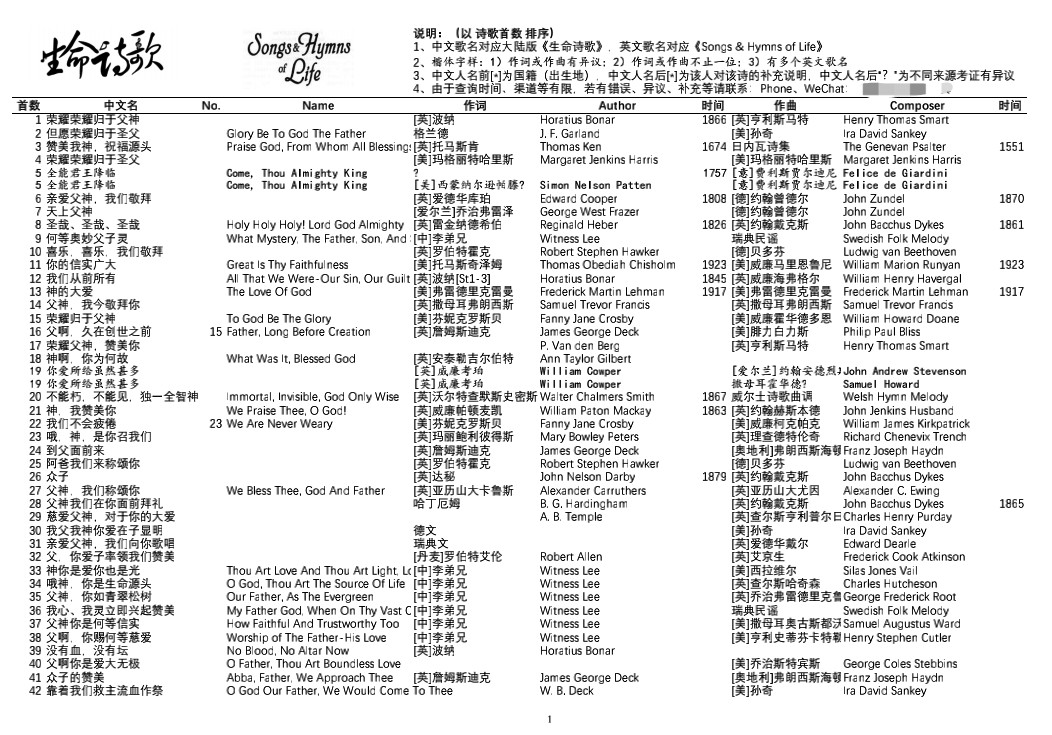 生命诗歌
Songs & Hymns
of Life
说明：（以 诗歌首数 排序）
1、中文歌名对应大陆版《生命诗歌》，英文歌名对应《Songs & Hymns of Life》
2、楷体字样：1）作词或作曲有异议；2）作词或作曲不止一位；3）有多个英文歌名
3、中文人名前[*]为国籍（出生地），中文人名后[*]为该人对该诗的补充说明，中文人名后"？"为不同来源考证有异议
4、由于查询时间、渠道等有限，若有错误、异议、补充等请联系：Phone、WeChat:
首数 中文名 No. Name 作词 Author 时间 作曲 Composer 时间
1 荣耀荣耀归于父神 [英]波纳 Horatius Bonar 1866 [英]亨利斯马特 Henry Thomas Smart
2 但愿荣耀归于圣父 Glory Be To God The Father 格兰德 J. F. Garland [美]孙奇 Ira David Sankey
3 赞美我神，祝福源头 Praise God, From Whom All Blessings [英]托马斯肯 Thomas Ken 1674 日内瓦诗集 The Genevan Psalter 1551
4 荣耀荣耀归于圣父 [美]玛格丽特哈里斯 Margaret Jenkins Harris [美]玛格丽特哈里斯 Margaret Jenkins Harris
5 全能君王降临 Come, Thou Almighty King ? 1757 [意]费利斯贾尔迪尼 Felice de Giardini
5 全能君王降临 Come, Thou Almighty King [美]西蒙纳尔逊帕滕? Simon Nelson Patten [意]费利斯贾尔迪尼 Felice de Giardini
6 亲爱父神，我们敬拜 [英]爱德华库珀 Edward Cooper 1808 [德]约翰曾德尔 John Zundel 1870
7 天上父神 [爱尔兰]乔治弗雷泽 George West Frazer [德]约翰曾德尔 John Zundel
8 圣哉、圣哉、圣哉 Holy Holy Holy! Lord God Almighty [英]雷金纳德希伯 Reginald Heber 1826 [英]约翰戴克斯 John Bacchus Dykes 1861
9 何等奥妙父子灵 What Mystery, The Father, Son, And [中]李弟兄 Witness Lee 瑞典民谣 Swedish Folk Melody
10 喜乐，喜乐，我们敬拜 [英]罗伯特霍克 Robert Stephen Hawker [德]贝多芬 Ludwig van Beethoven
11 你的信实广大 Great Is Thy Faithfulness [美]托马斯奇泽姆 Thomas Obediah Chisholm 1923 [美]威廉马里恩鲁尼 William Marion Runyan 1923
12 我们从前所有 All That We Were-Our Sin, Our Guilt [英]波纳[St1-3] Horatius Bonar 1845 [英]威廉海弗格尔 William Henry Havergal
13 神的大爱 The Love Of God [美]弗雷德里克雷曼 Frederick Martin Lehman 1917 [美]弗雷德里克雷曼 Frederick Martin Lehman 1917
14 父神，我今敬拜你 [英]撒母耳弗朗西斯 Samuel Trevor Francis [英]撒母耳弗朗西斯 Samuel Trevor Francis
15 荣耀归于父神 To God Be The Glory [美]芬妮克罗斯贝 Fanny Jane Crosby [美]威廉霍华德多恩 William Howard Doane
16 父啊，久在创世之前 15 Father, Long Before Creation [英]詹姆斯迪克 James George Deck [美]腓力白力斯 Philip Paul Bliss
17 荣耀父神，赞美你 P. Van den Berg [英]亨利斯马特 Henry Thomas Smart
18 神啊，你为何故 What Was It, Blessed God [英]安泰勒吉尔伯特 Ann Taylor Gilbert
19 你爱所给虽然甚多 [英]威廉考珀 William Cowper [爱尔兰]约翰安德烈 John Andrew Stevenson
19 你爱所给虽然甚多 [英]威廉考珀 William Cowper 撒母耳霍华德? Samuel Howard
20 不能朽、不能见，独一全智神 Immortal, Invisible, God Only Wise [英]沃尔特查默斯史密斯 Walter Chalmers Smith 1867 威尔士诗歌曲调 Welsh Hymn Melody
21 神，我赞美你 We Praise Thee, O God! [英]威廉帕顿麦凯 William Paton Mackay 1863 [英]约翰赫斯本德 John Jenkins Husband
22 我们不会疲倦 23 We Are Never Weary [美]芬妮克罗斯贝 Fanny Jane Crosby [美]威廉柯克帕克 William James Kirkpatrick
23 哦，神，是你召我们 [英]玛丽鲍利彼得斯 Mary Bowley Peters [英]理查德特伦奇 Richard Chenevix Trench
24 到父面前来 [英]詹姆斯迪克 James George Deck [奥地利]弗朗西斯海顿 Franz Joseph Haydn
25 阿爸我们来称颂你 [英]罗伯特霍克 Robert Stephen Hawker [德]贝多芬 Ludwig van Beethoven
26 众子 [英]达秘 John Nelson Darby 1879 [英]约翰戴克斯 John Bacchus Dykes
27 父神，我们称颂你 We Bless Thee, God And Father [英]亚历山大卡鲁斯 Alexander Carruthers [英]亚历山大尤因 Alexander C. Ewing
28 父神我们在你面前拜礼 哈丁厄姆 B. G. Hardingham [英]约翰戴克斯 John Bacchus Dykes 1865
29 慈爱父神，对于你的大爱 A. B. Temple [英]查尔斯亨利普尔日 Charles Henry Purday
30 我父我神你爱在子显明 德文 [美]孙奇 Ira David Sankey
31 亲爱父神，我们向你歌唱 瑞典文 [英]爱德华戴尔 Edward Dearle
32 父，你爱子率领我们赞美 [丹麦]罗伯特艾伦 Robert Allen [英]艾京生 Frederick Cook Atkinson
33 神你是爱你也是光 Thou Art Love And Thou Art Light, Lo [中]李弟兄 Witness Lee [美]西拉维尔 Silas Jones Vail
34 哦神，你是生命源头 O God, Thou Art The Source Of Life [中]李弟兄 Witness Lee [英]查尔斯哈奇森 Charles Hutcheson
35 父神，你如青翠松树 Our Father, As The Evergreen [中]李弟兄 Witness Lee [英]乔治弗雷德里克鲁 George Frederick Root
36 我心、我灵立即兴起赞美 My Father God, When On Thy Vast C [中]李弟兄 Witness Lee 瑞典民谣 Swedish Folk Melody
37 父神你是何等信实 How Faithful And Trustworthy Too [中]李弟兄 Witness Lee [美]撒母耳奥古斯都沃 Samuel Augustus Ward
38 父啊，你赐何等慈爱 Worship of The Father-His Love [中]李弟兄 Witness Lee [美]亨利史蒂芬卡特勒 Henry Stephen Cutler
39 没有血，没有坛 No Blood, No Altar Now [英]波纳 Horatius Bonar
40 父啊你是爱大无极 O Father, Thou Art Boundless Love [美]乔治斯特宾斯 George Coles Stebbins
41 众子的赞美 Abba, Father, We Approach Thee [英]詹姆斯迪克 James George Deck [奥地利]弗朗西斯海顿 Franz Joseph Haydn
42 靠着我们救主流血作祭 O God Our Father, We Would Come To Thee W. B. Deck [美]孙奇 Ira David Sankey
1